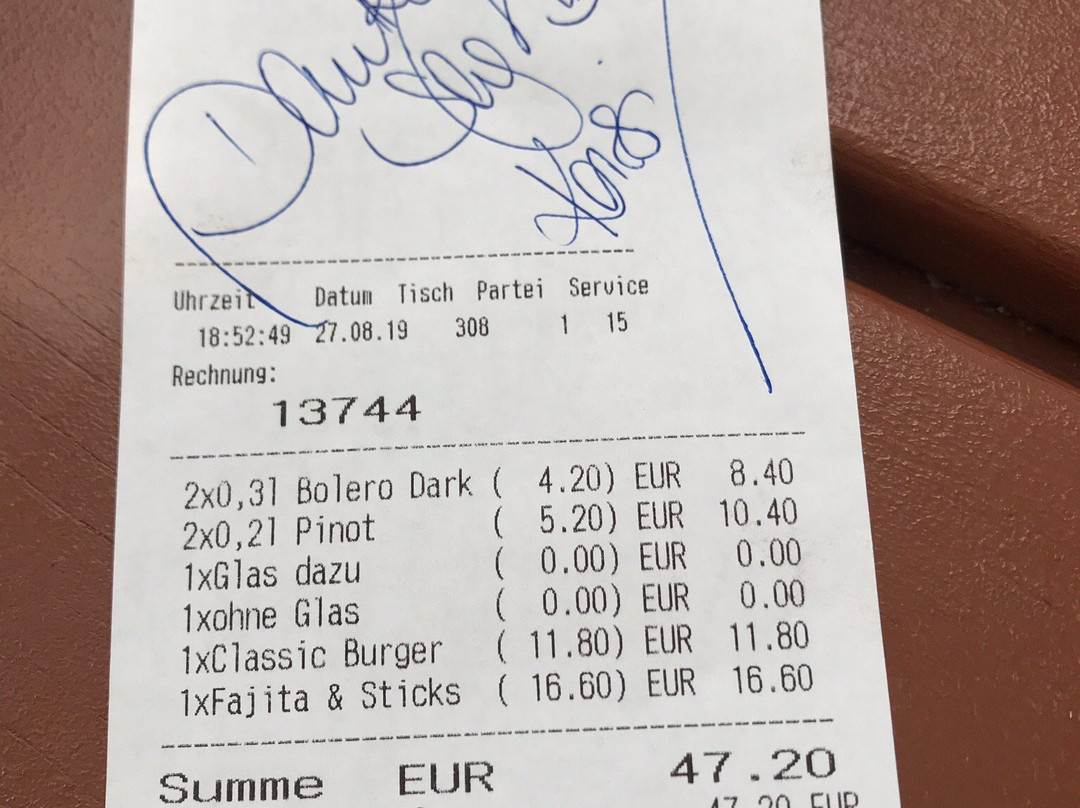 Uhrzeit Datum Tisch Partei Service
18:52:49 27.08.19 308 1 15
Rechnung:
13744
2x0,3l Bolero Dark ( 4.20) EUR 8.40
2x0,2l Pinot ( 5.20) EUR 10.40
1xGlas dazu ( 0.00) EUR 0.00
1xohne Glas ( 0.00) EUR 0.00
1xClassic Burger ( 11.80) EUR 11.80
1xFajita & Sticks ( 16.60) EUR 16.60
Summe EUR 47.20
47.20 EUR